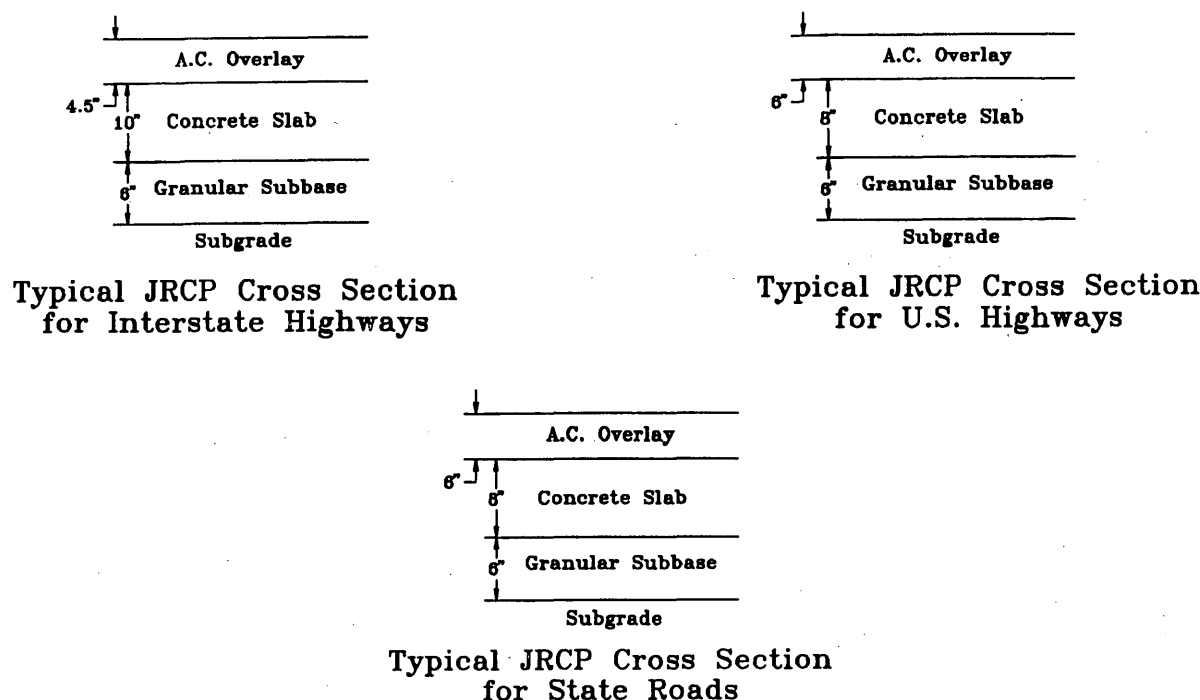 A.C. Overlay
4.5"
10"
Concrete Slab
6"
Granular Subbase
Subgrade
Typical JRCP Cross Section
for Interstate Highways
A.C. Overlay
6"
8"
Concrete Slab
6"
Granular Subbase
Subgrade
Typical JRCP Cross Section
for U.S. Highways
A.C. Overlay
6"
8"
Concrete Slab
6"
Granular Subbase
Subgrade
Typical JRCP Cross Section
for State Roads